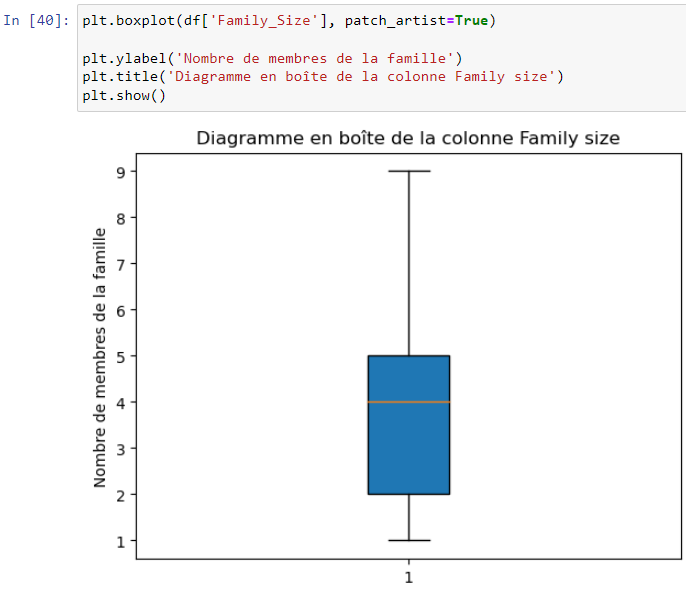 In [40]: plt.boxplot(df['Family_Size'], patch_artist=True)
plt.ylabel('Nombre de membres de la famille')
plt.title('Diagramme en boîte de la colonne Family size')
plt.show()
Diagramme en boîte de la colonne Family size
Nombre de membres de la famille
9
8
7
6
5
4
3
2
1
1